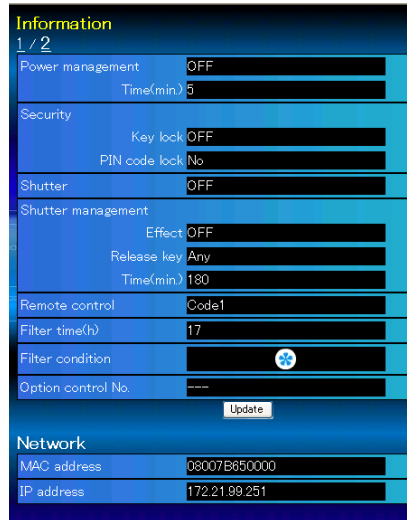 Information
1 / 2
Power management OFF
Time(min.) 5
Security
Key lock OFF
PIN code lock No
Shutter OFF
Shutter management
Effect OFF
Release key Any
Time(min.) 180
Remote control Code1
Filter time(h) 17
Filter condition
Option control No. ---
Update
Network
MAC address 08007B650000
IP address 172.21.99.251